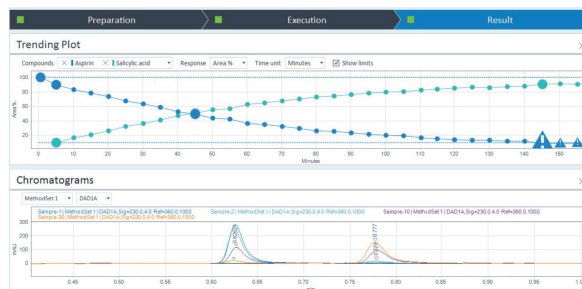 Preparation
Execution
Result
Trending Plot
Compounds × Aspirin × Salicylic acid Response Area % Time unit Minutes Show limits
Area%
100
80
60
40
20
0 10 20 30 40 50 60 70 80 90 100 110 120 130 140 150 160
Minutes
Chromatograms
MethodSet 1 DAD1A
Sample-1 | MethodSet 1 | DAD1A,Sig=230.0,4.0 Ref=360.0,100.0 Sample-2 | MethodSet 1 | DAD1A,Sig=230.0,4.0 Ref=360.0,100.0 Sample-10 | MethodSet 1 | DAD1A,Sig=230.0,4.0 Ref=360.0,100.0
Sample-30 | MethodSet 1 | DAD1A,Sig=230.0,4.0 Ref=360.0,100.0
mAU
300
200
100
0
0.45 0.50 0.55 0.60 0.65 0.70 0.75 0.80 0.85 0.90 0.95